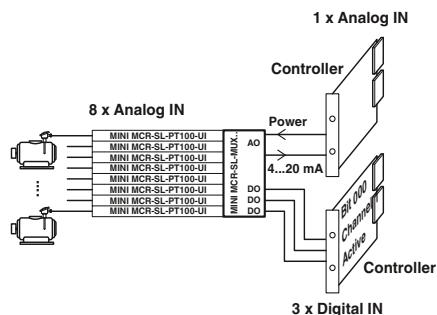 1 x Analog IN
Controller
8 x Analog IN
Power
MINI MCR-SL-PT100-UI
MINI MCR-SL-PT100-UI
MINI MCR-SL-PT100-UI
MINI MCR-SL-PT100-UI
MINI MCR-SL-PT100-UI
MINI MCR-SL-PT100-UI
MINI MCR-SL-PT100-UI
MINI MCR-SL-PT100-UI
MINI MCR-SL-MUX...
AO
4...20 mA
DO
DO
DO
Bit 000
Channel 1
Active
Controller
3 x Digital IN